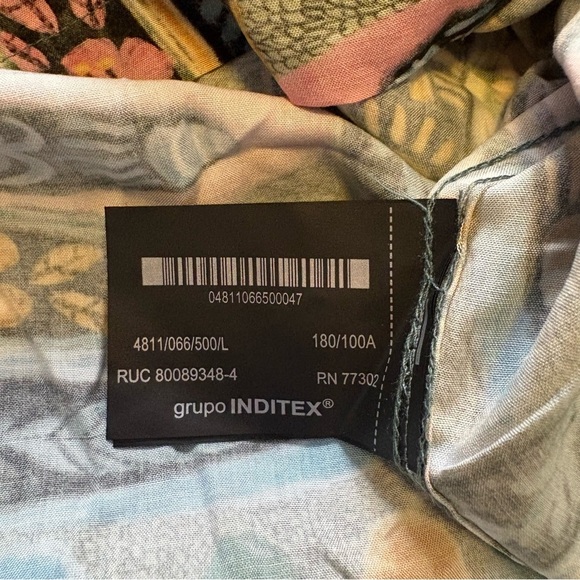 04811066500047
4811/066/500/L 180/100A
RUC 80089348-4 RN 77302
grupo INDITEX®